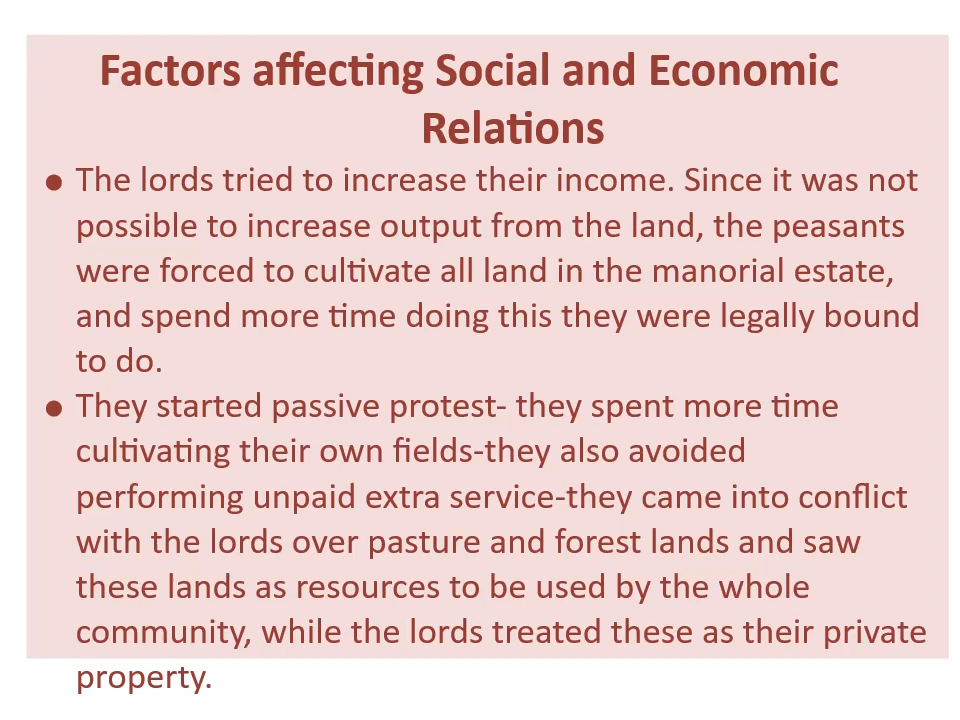 Factors affecting Social and Economic
Relations
● The lords tried to increase their income. Since it was not
possible to increase output from the land, the peasants
were forced to cultivate all land in the manorial estate,
and spend more time doing this they were legally bound
to do.
● They started passive protest- they spent more time
cultivating their own fields-they also avoided
performing unpaid extra service-they came into conflict
with the lords over pasture and forest lands and saw
these lands as resources to be used by the whole
community, while the lords treated these as their private
property.